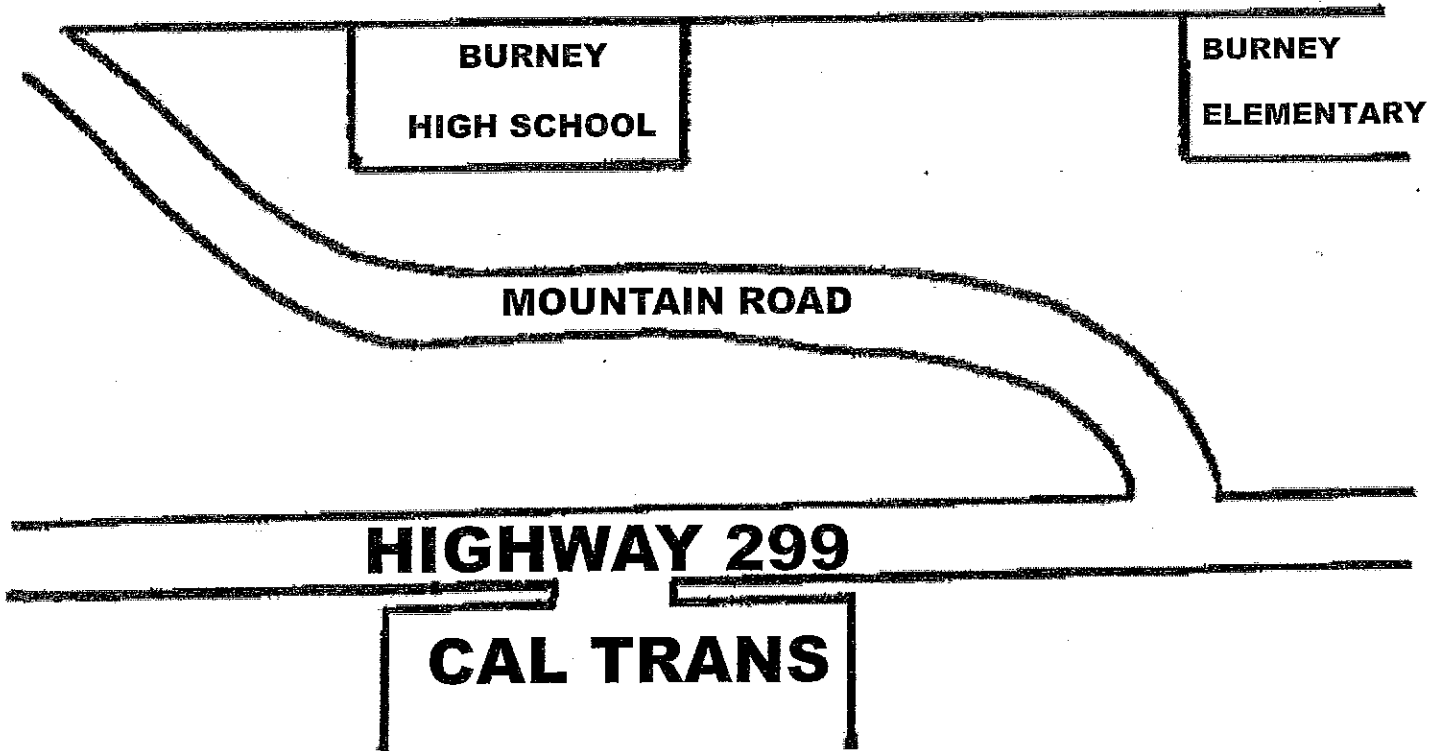 BURNEY
HIGH SCHOOL
BURNEY
ELEMENTARY
MOUNTAIN ROAD
HIGHWAY 299
CAL TRANS